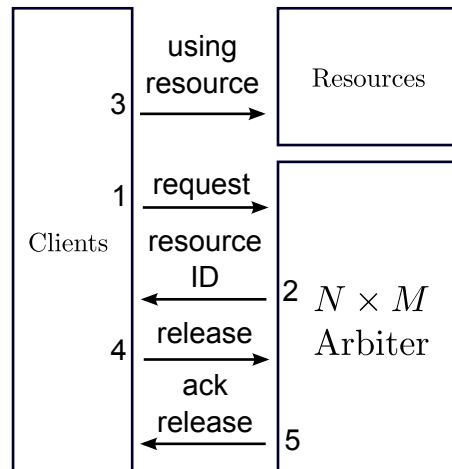 using
resource
3
Resources
1
request
Clients
resource
ID
2
N × M
Arbiter
4
release
ack
release
5